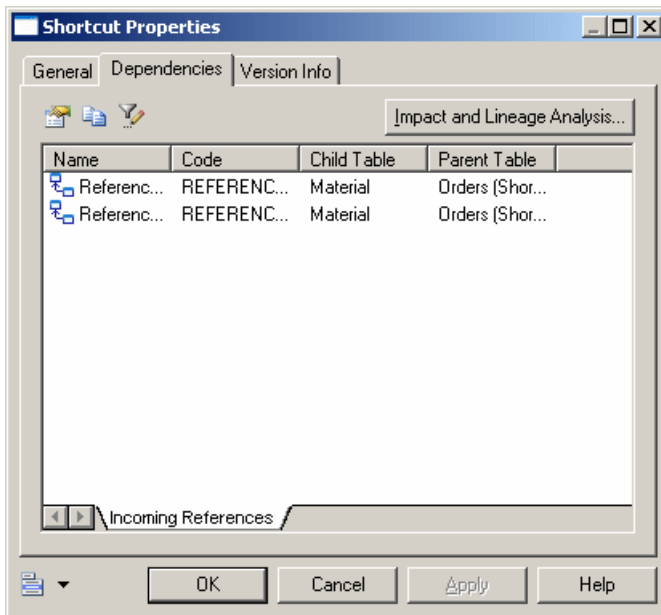 Shortcut Properties
General Dependencies Version Info
Impact and Lineage Analysis...
Name Code Child Table Parent Table
Referenc... REFERENC... Material Orders (Shor...
Referenc... REFERENC... Material Orders (Shor...
Incoming References
OK Cancel Apply Help